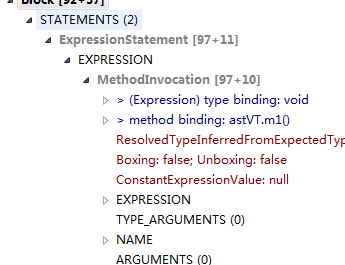 Block [92+37]
STATEMENTS (2)
ExpressionStatement [97+11]
EXPRESSION
MethodInvocation [97+10]
> (Expression) type binding: void
> method binding: astVT.m1()
ResolvedTypeInferredFromExpectedTyp
Boxing: false; Unboxing: false
ConstantExpressionValue: null
EXPRESSION
TYPE_ARGUMENTS (0)
NAME
ARGUMENTS (0)